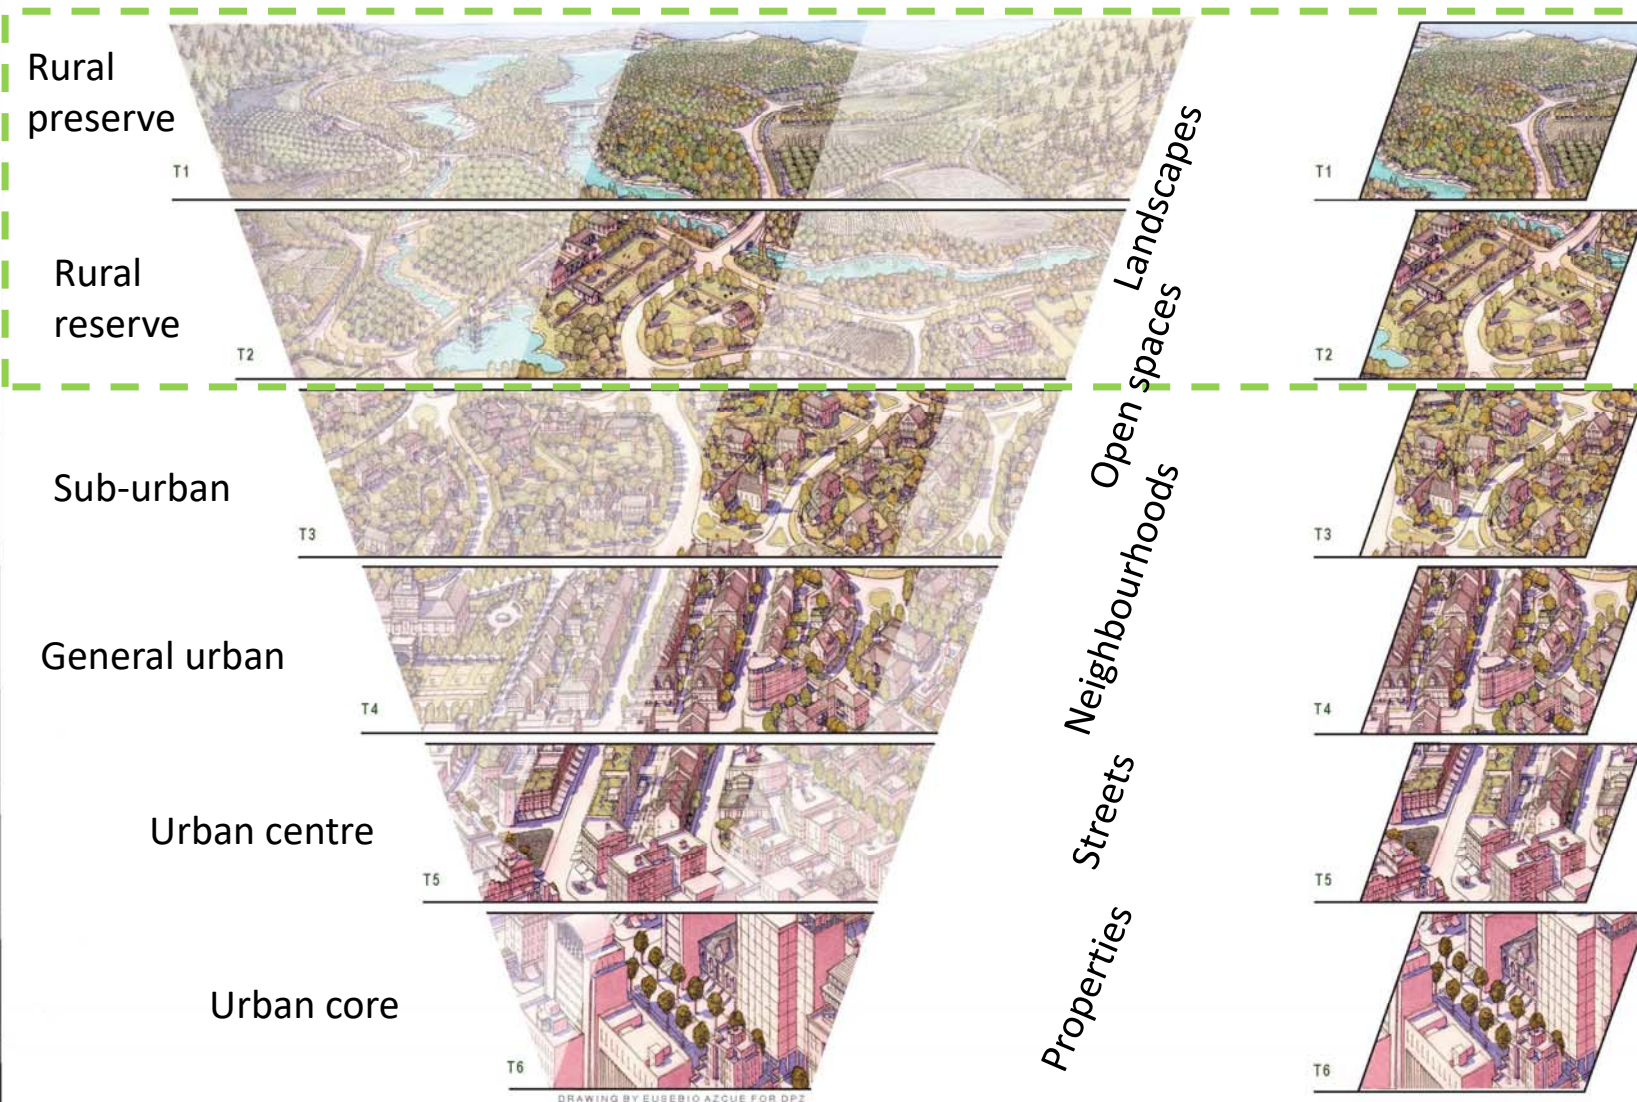 Rural
preserve
T1
T1
Landscapes
Rural
reserve
T2
T2
Open spaces
Sub-urban
T3
T3
Neighbourhoods
General urban
T4
T4
Streets
Urban centre
T5
T5
Properties
Urban core
T6
T6
DRAWING BY EUSEBIO AZCUE FOR DPZ